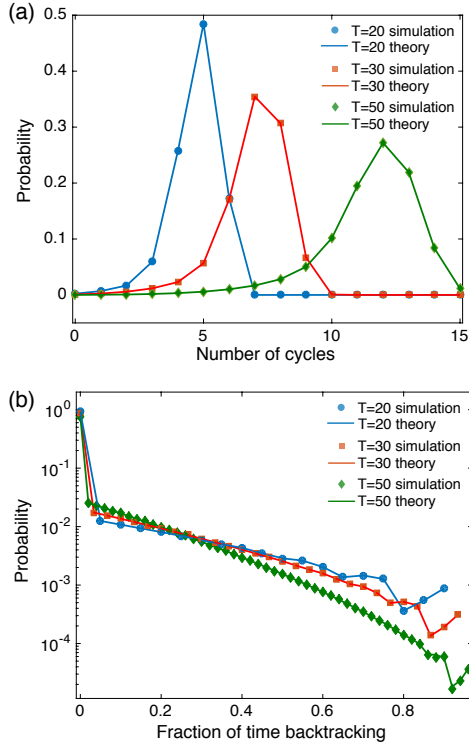 (a)
0.5
0.4
0.3
0.2
0.1
0
Probability
T=20 simulation
T=20 theory
T=30 simulation
T=30 theory
T=50 simulation
T=50 theory
0 5 10 15
Number of cycles
(b)
10^0
10^-1
10^-2
10^-3
10^-4
Probability
T=20 simulation
T=20 theory
T=30 simulation
T=30 theory
T=50 simulation
T=50 theory
0 0.2 0.4 0.6 0.8
Fraction of time backtracking